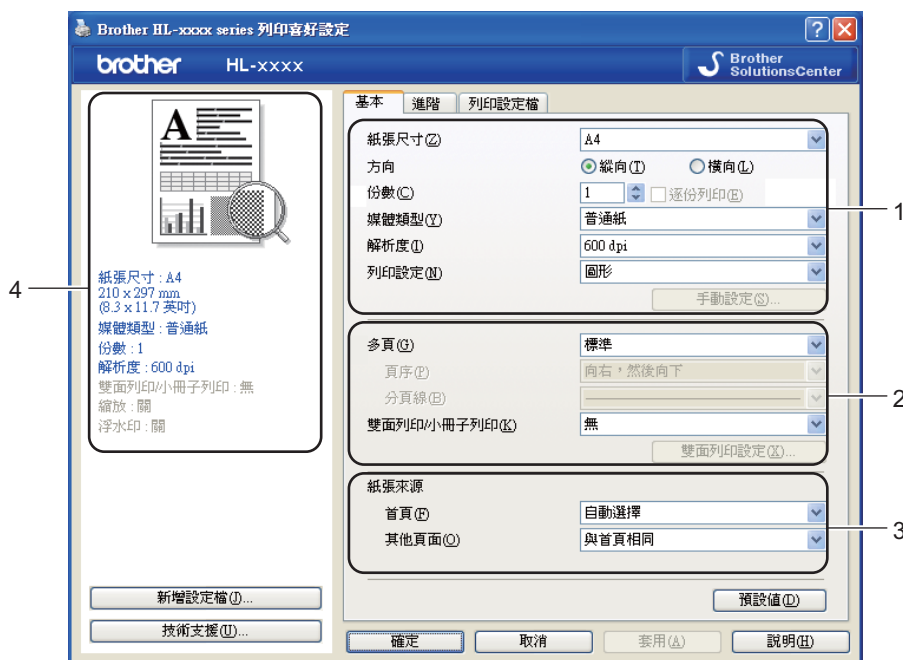 Brother HL-xxxx series 列印喜好設定
brother HL-xxxx Brother SolutionsCenter
基本 進階 列印設定檔
A
紙張尺寸 : A4
210 x 297 mm
(8.3 x 11.7 英吋)
媒體類型 : 普通紙
份數 : 1
解析度 : 600 dpi
雙面列印/小冊子列印 : 無
縮放 : 關
浮水印 : 關
4
紙張尺寸(Z) A4
方向 縱向(T) 橫向(L)
份數(C) 1 逐份列印(E)
媒體類型(Y) 普通紙
解析度(I) 600 dpi
列印設定(N) 圖形
手動設定(S)...
1
多頁(G) 標準
頁序(P) 向右，然後向下
分頁線(B)
雙面列印/小冊子列印(K) 無
雙面列印設定(X)...
2
紙張來源
首頁(F) 自動選擇
其他頁面(O) 與首頁相同
3
新增設定檔(J)...
技術支援(U)...
預設值(D)
確定 取消 套用(A) 說明(H)